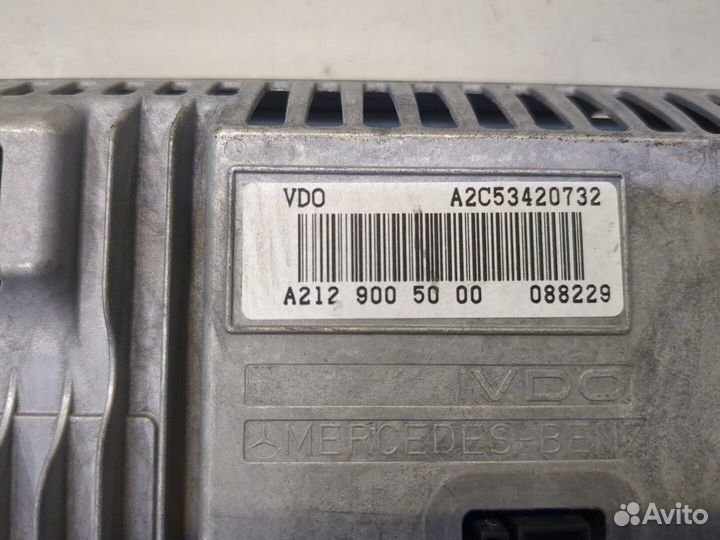 VDO A2C53420732
A212 900 50 00 088229
VDO
MERCEDES-BENZ
Avito